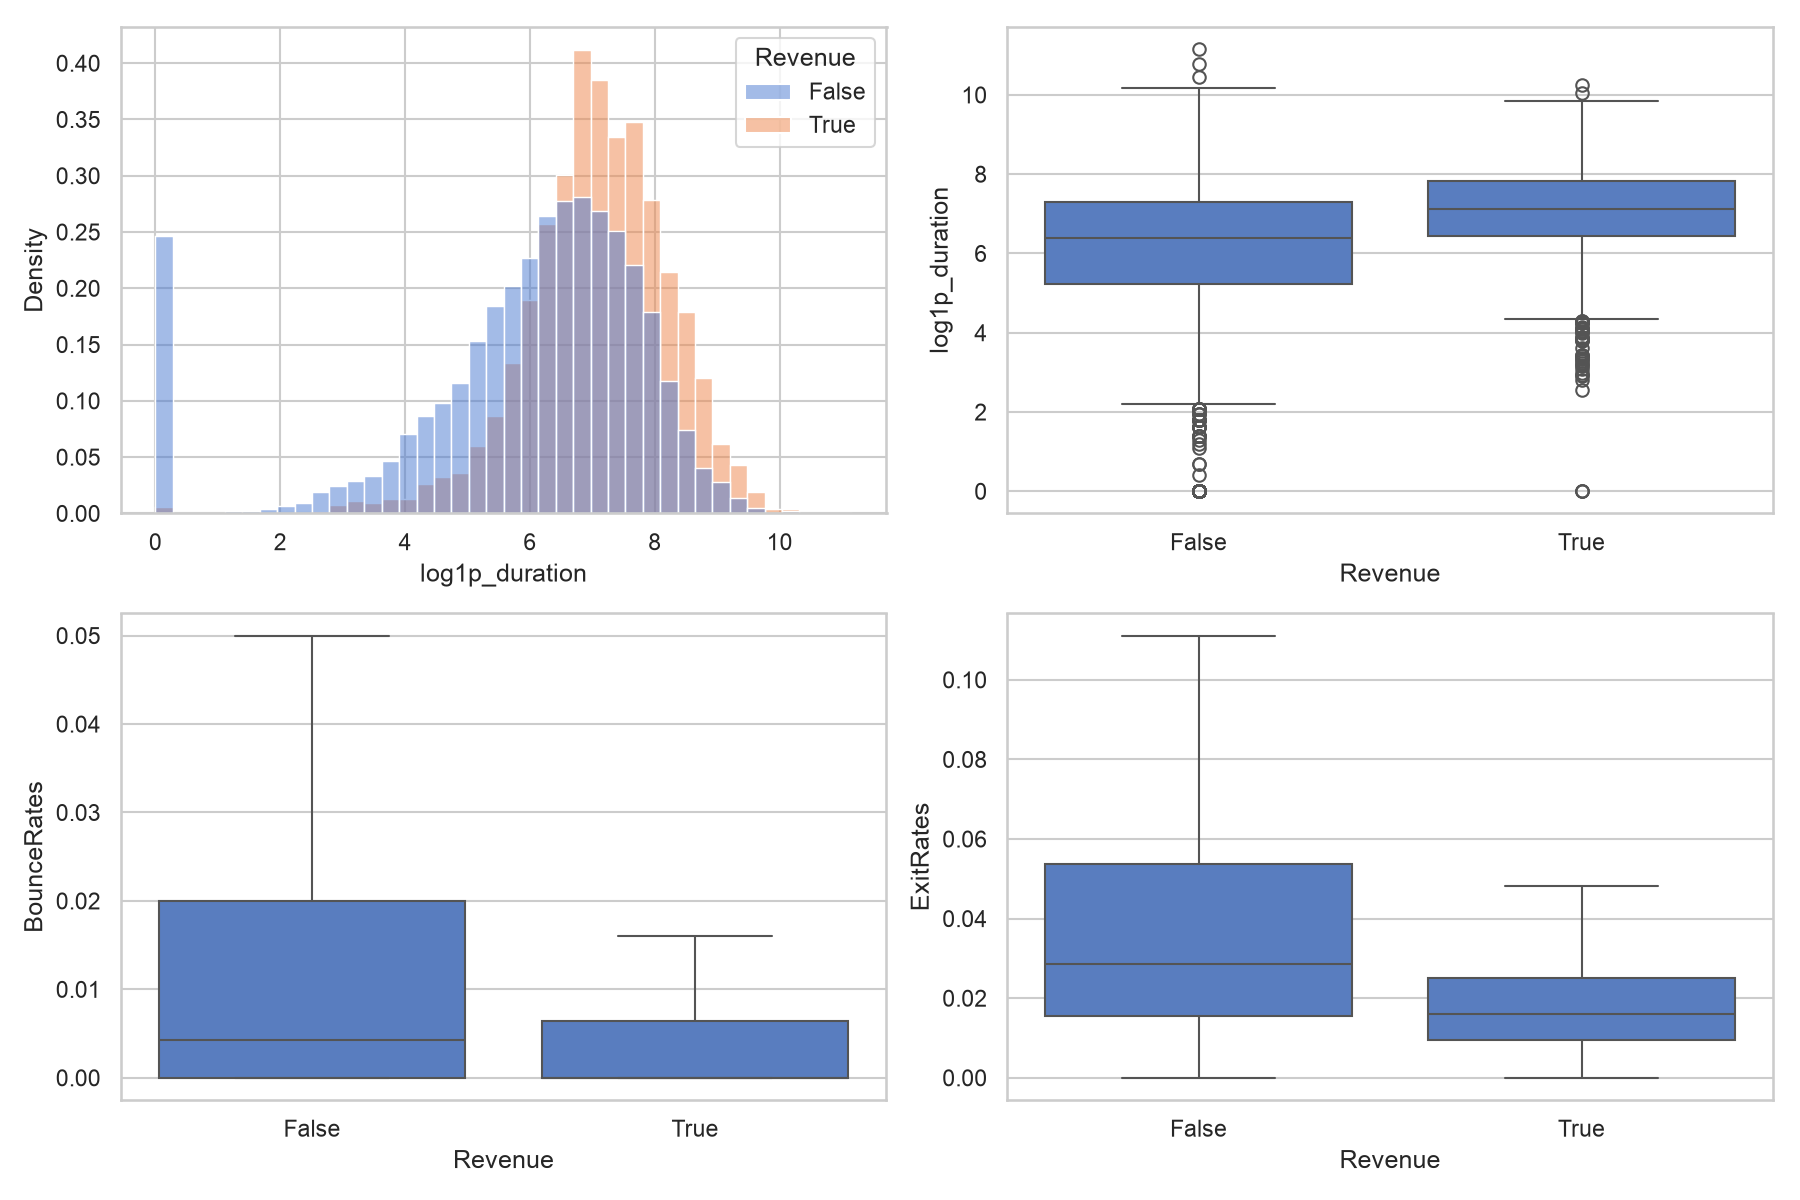 Density
0.40
0.35
0.30
0.25
0.20
0.15
0.10
0.05
0.00
0 2 4 6 8 10
log1p_duration
Revenue
False
True
log1p_duration
10
8
6
4
2
0
False True
Revenue
BounceRates
0.05
0.04
0.03
0.02
0.01
0.00
False True
Revenue
ExitRates
0.10
0.08
0.06
0.04
0.02
0.00
False True
Revenue